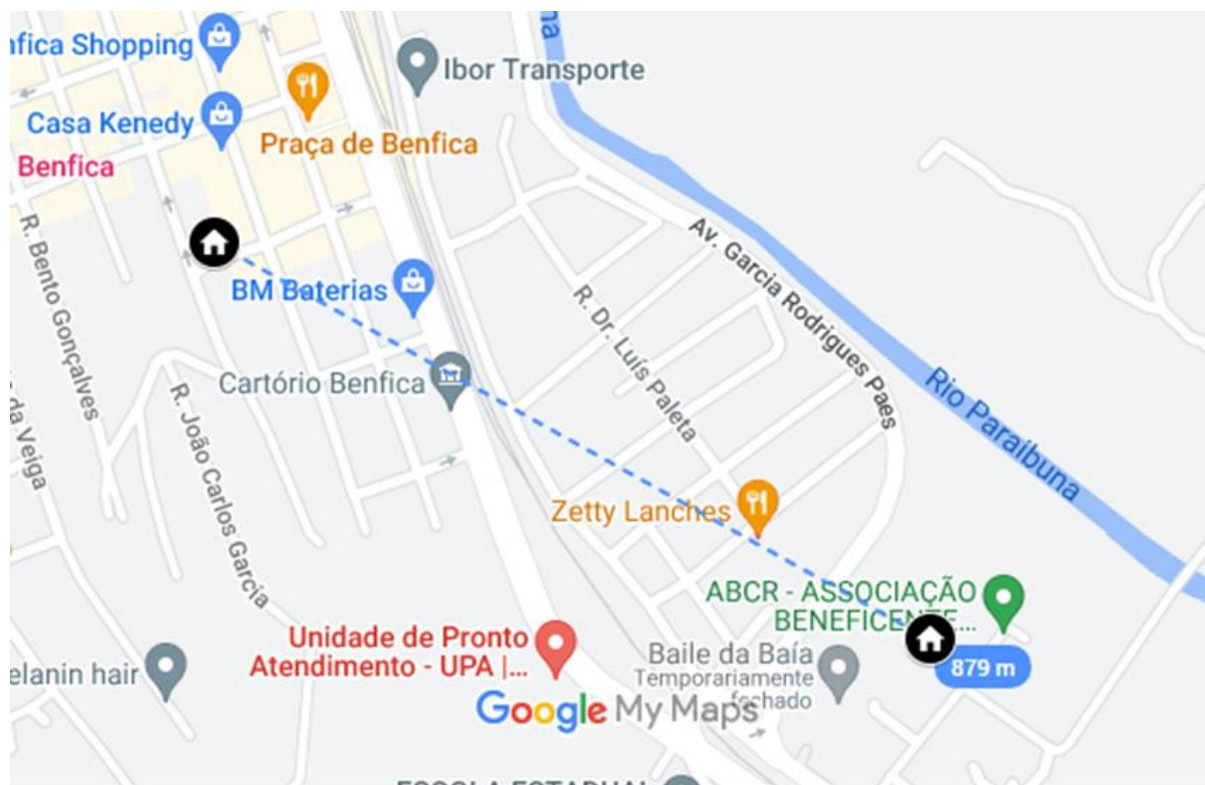 nfica Shopping
Ibor Transporte
Casa Kenedy
Praça de Benfica
Benfica
R. Bento Gonçalves
Av. Garcia Rodrigues Paes
BM Baterias
R. Dr. Luís Paleta
Cartório Benfica
Rio Paraibuna
da Veiga
R. João Carlos Garcia
Zetty Lanches
ABCR - ASSOCIAÇÃO
BENEFICENTE...
Unidade de Pronto
Atendimento - UPA |...
Baile da Baía
Temporariamente
fechado
879 m
elanin hair
Google My Maps
ESCOLA ESTADUAL